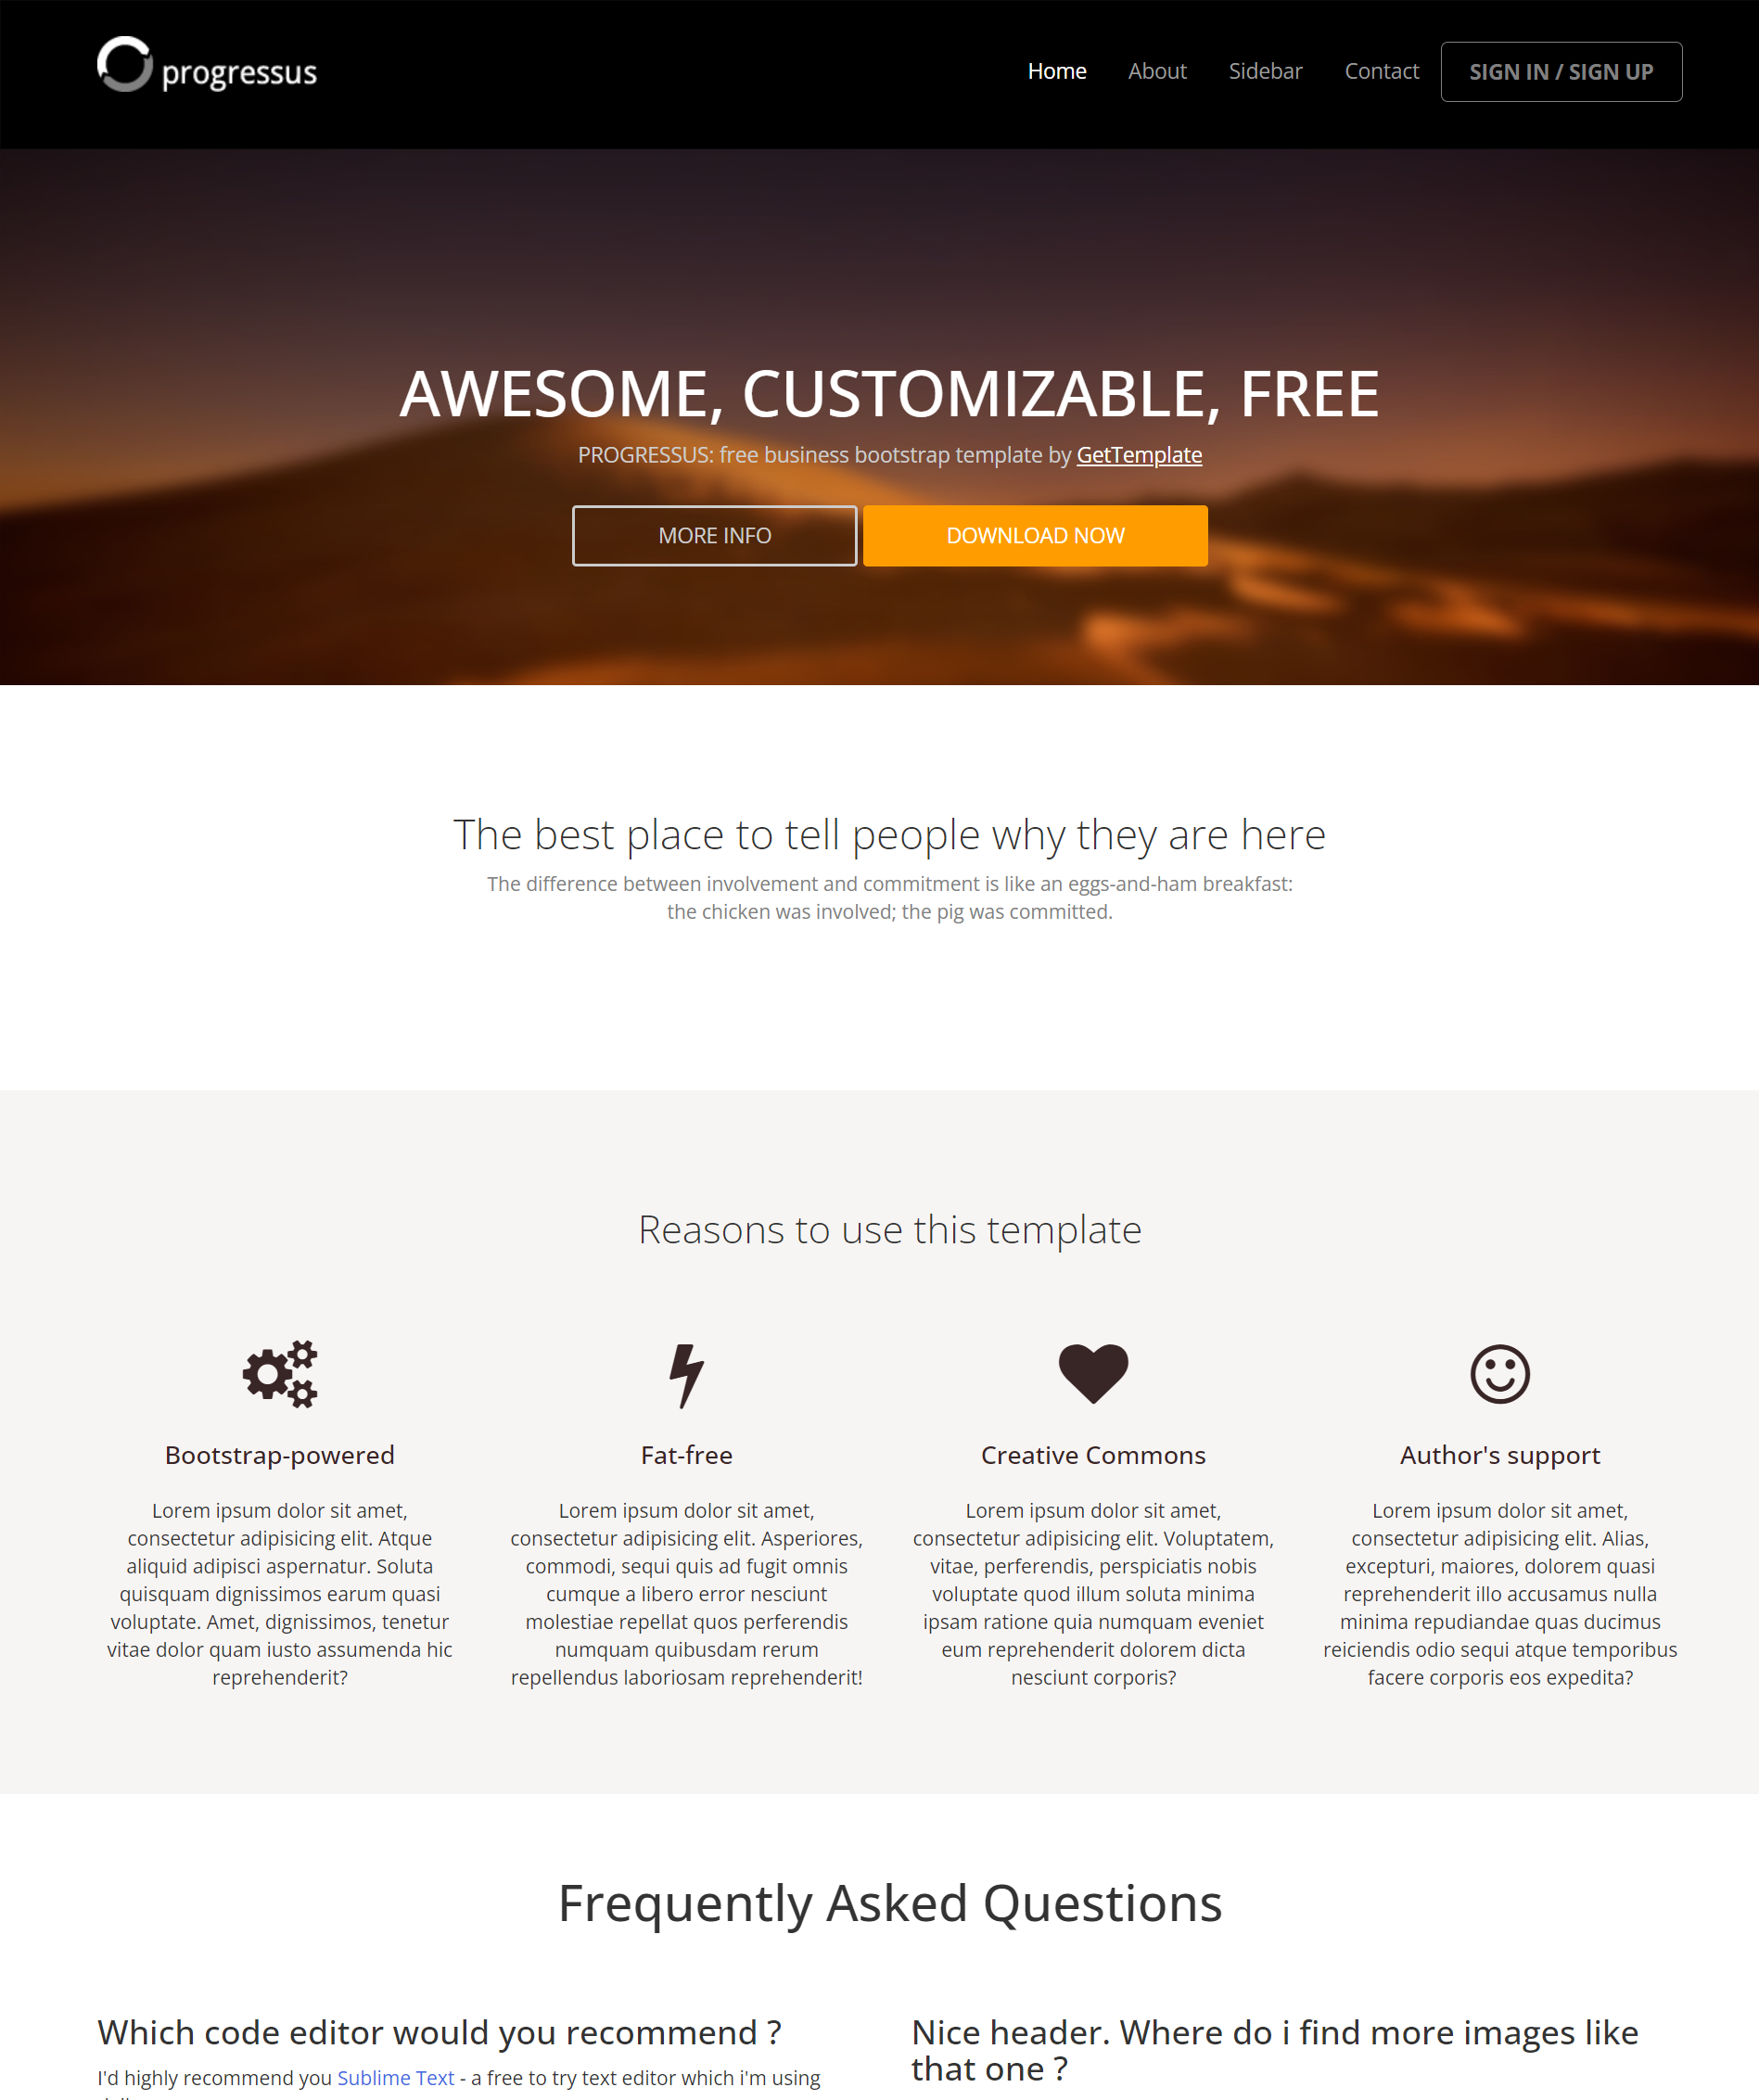 progressus
Home
About
Sidebar
Contact
SIGN IN / SIGN UP
AWESOME, CUSTOMIZABLE, FREE
PROGRESSUS: free business bootstrap template by GetTemplate
MORE INFO
DOWNLOAD NOW
The best place to tell people why they are here
The difference between involvement and commitment is like an eggs-and-ham breakfast:
the chicken was involved; the pig was committed.
Reasons to use this template
Bootstrap-powered
Lorem ipsum dolor sit amet,
consectetur adipisicing elit. Atque
aliquid adipisci aspernatur. Soluta
quisquam dignissimos earum quasi
voluptate. Amet, dignissimos, tenetur
vitae dolor quam iusto assumenda hic
reprehenderit?
Fat-free
Lorem ipsum dolor sit amet,
consectetur adipisicing elit. Asperiores,
commodi, sequi quis ad fugit omnis
cumque a libero error nesciunt
molestiae repellat quos perferendis
numquam quibusdam rerum
repellendus laboriosam reprehenderit!
Creative Commons
Lorem ipsum dolor sit amet,
consectetur adipisicing elit. Voluptatem,
vitae, perferendis, perspiciatis nobis
voluptate quod illum soluta minima
ipsam ratione quia numquam eveniet
eum reprehenderit dolorem dicta
nesciunt corporis?
Author's support
Lorem ipsum dolor sit amet,
consectetur adipisicing elit. Alias,
excepturi, maiores, dolorem quasi
reprehenderit illo accusamus nulla
minima repudiandae quas ducimus
reiciendis odio sequi atque temporibus
facere corporis eos expedita?
Frequently Asked Questions
Which code editor would you recommend ?
I'd highly recommend you Sublime Text - a free to try text editor which i'm using
Nice header. Where do i find more images like
that one ?